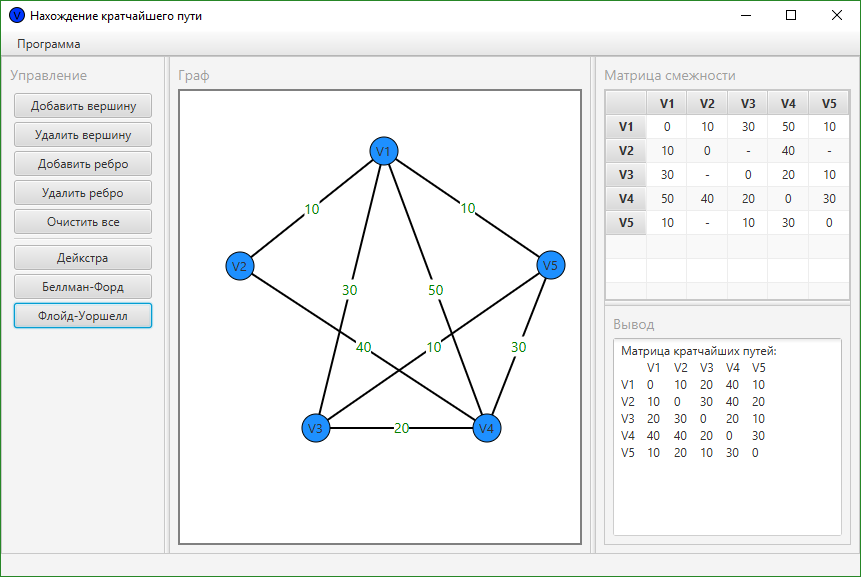 Нахождение кратчайшего пути
Программа
Управление
Добавить вершину
Удалить вершину
Добавить ребро
Удалить ребро
Очистить все
Дейкстра
Беллман-Форд
Флойд-Уоршелл
Граф
V1
10
10
V2
V5
30
50
40
10
30
V3
20
V4
Матрица смежности
V1 V2 V3 V4 V5
V1 0 10 30 50 10
V2 10 0 - 40 -
V3 30 - 0 20 10
V4 50 40 20 0 30
V5 10 - 10 30 0
Вывод
Матрица кратчайших путей:
V1 V2 V3 V4 V5
V1 0 10 20 40 10
V2 10 0 30 40 20
V3 20 30 0 20 10
V4 40 40 20 0 30
V5 10 20 10 30 0